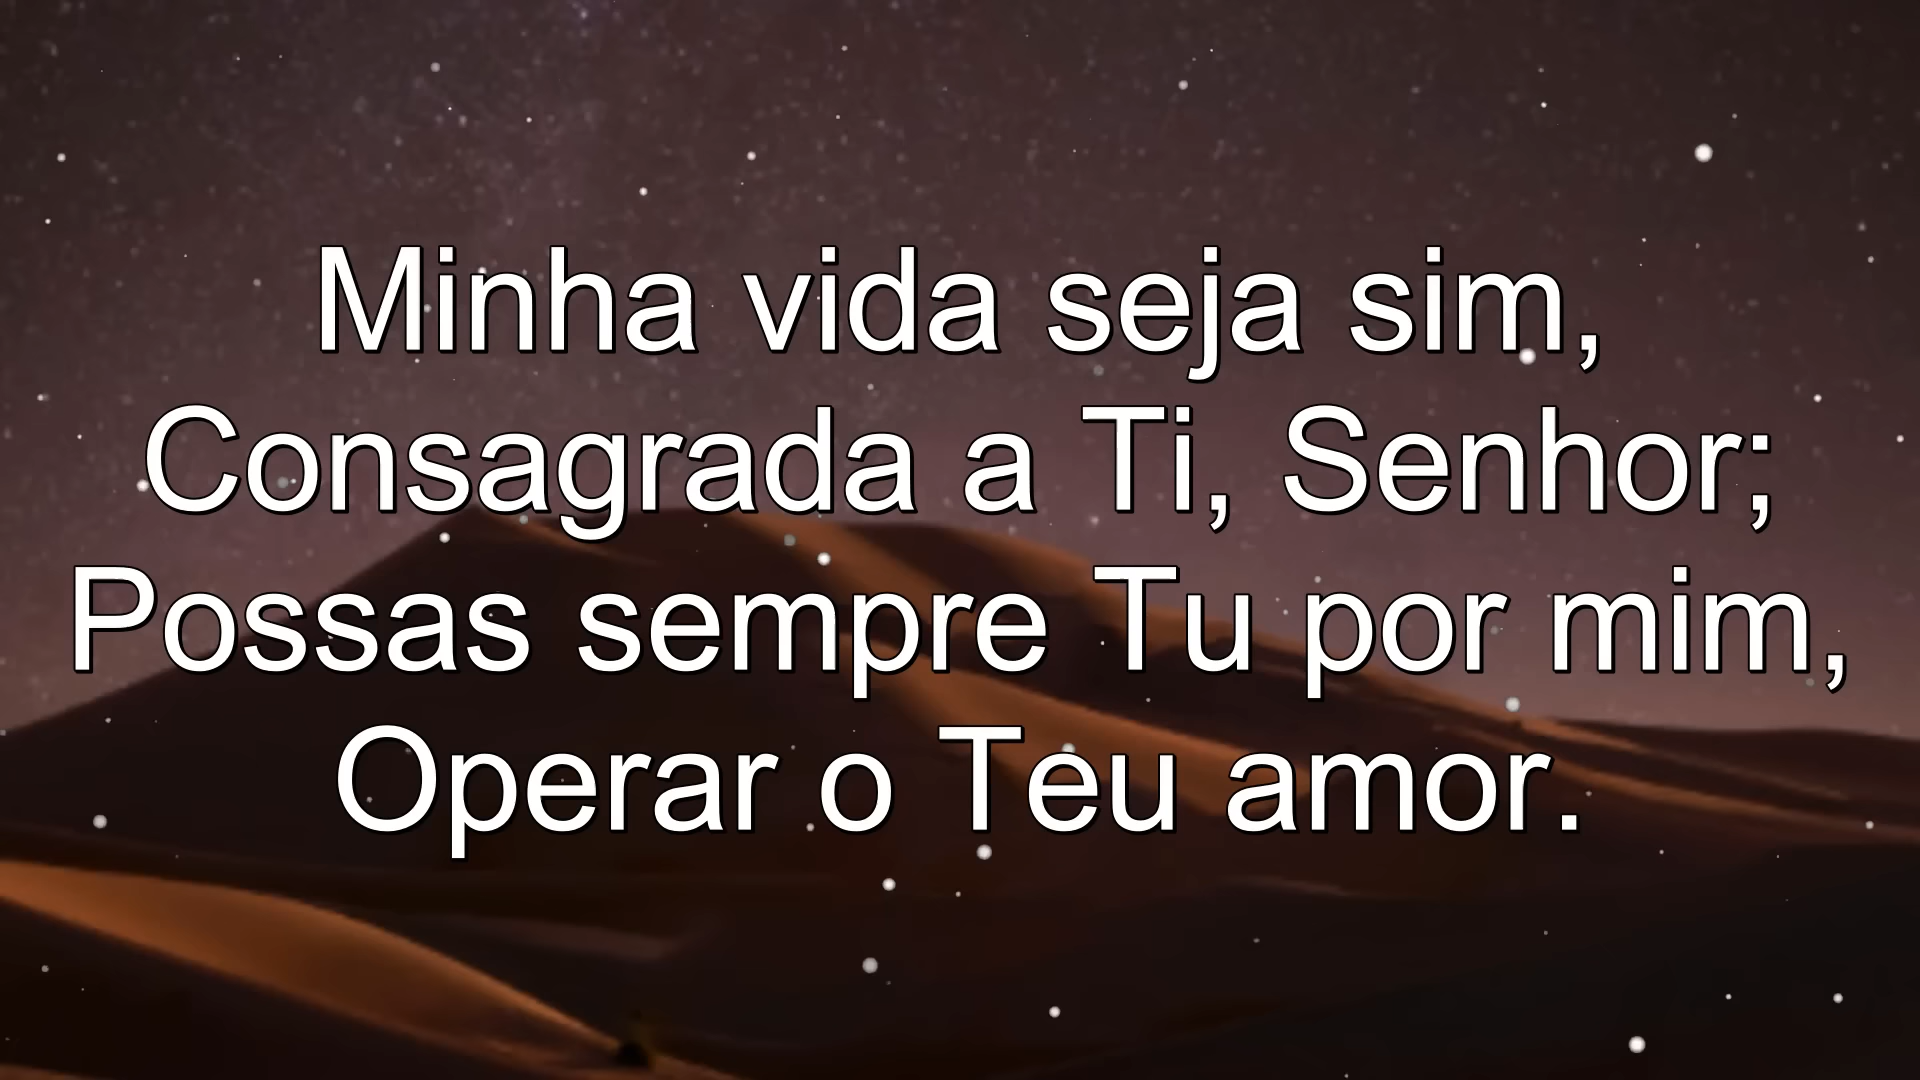 Minha vida seja sim,
Consagrada a Ti, Senhor;
Possas sempre Tu por mim,
Operar o Teu amor.